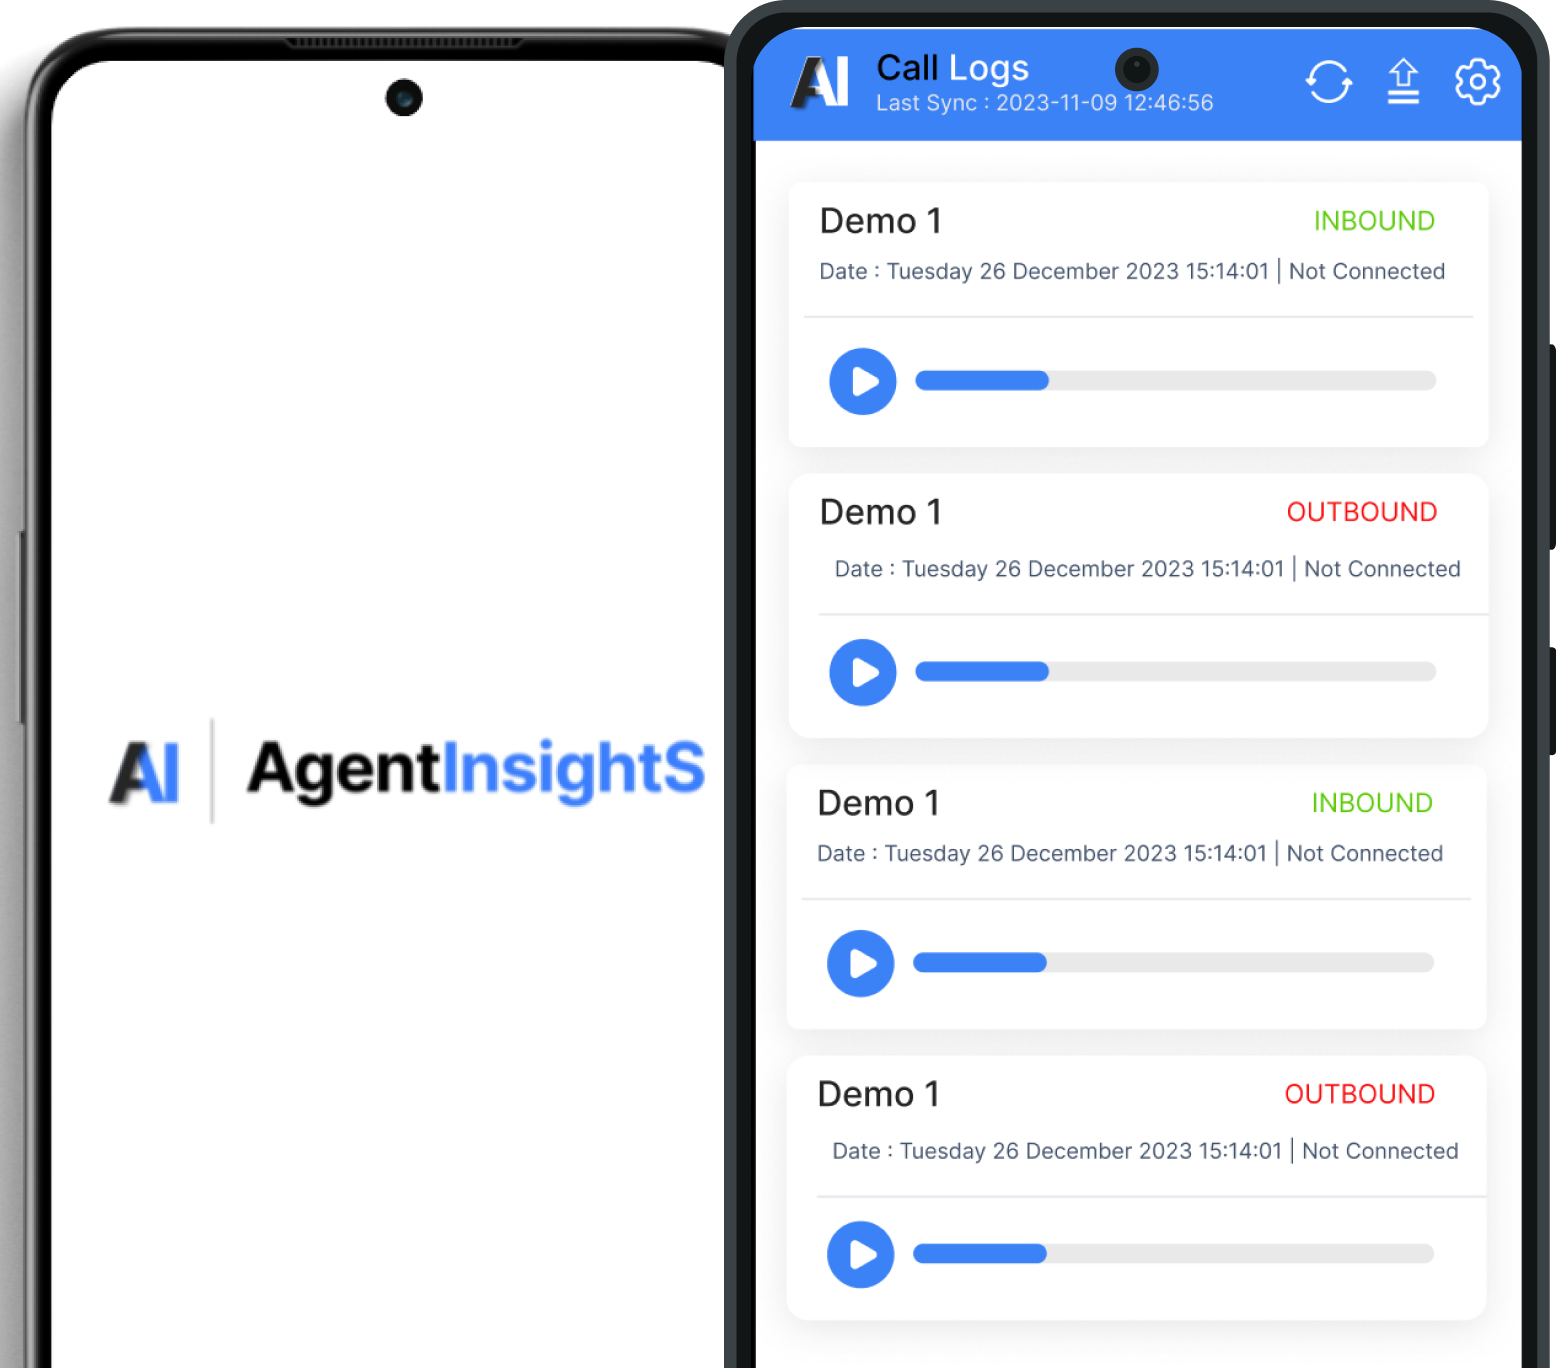 AI | AgentInsightS
AI
Call Logs
Last Sync : 2023-11-09 12:46:56
Demo 1
INBOUND
Date : Tuesday 26 December 2023 15:14:01 | Not Connected
Demo 1
OUTBOUND
Date : Tuesday 26 December 2023 15:14:01 | Not Connected
Demo 1
INBOUND
Date : Tuesday 26 December 2023 15:14:01 | Not Connected
Demo 1
OUTBOUND
Date : Tuesday 26 December 2023 15:14:01 | Not Connected